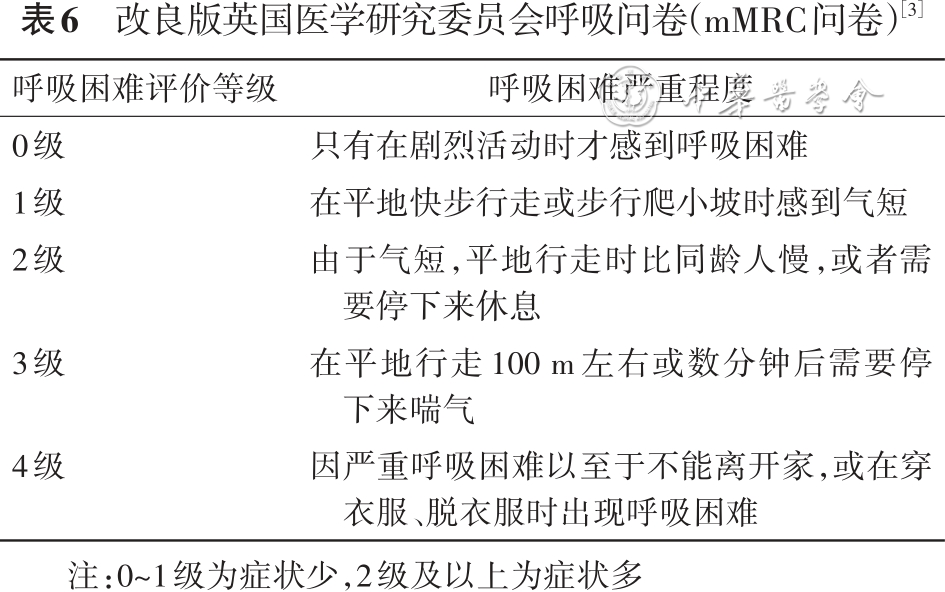 表6 改良版英国医学研究委员会呼吸问卷(mMRC问卷)[3]
呼吸困难评价等级 呼吸困难严重程度
中华医学会
0级 只有在剧烈活动时才感到呼吸困难
1级 在平地快步行走或步行爬小坡时感到气短
2级 由于气短,平地行走时比同龄人慢,或者需
要停下来休息
3级 在平地行走100 m左右或数分钟后需要停
下来喘气
4级 因严重呼吸困难以至于不能离开家,或在穿
衣服、脱衣服时出现呼吸困难
注:0~1级为症状少,2级及以上为症状多